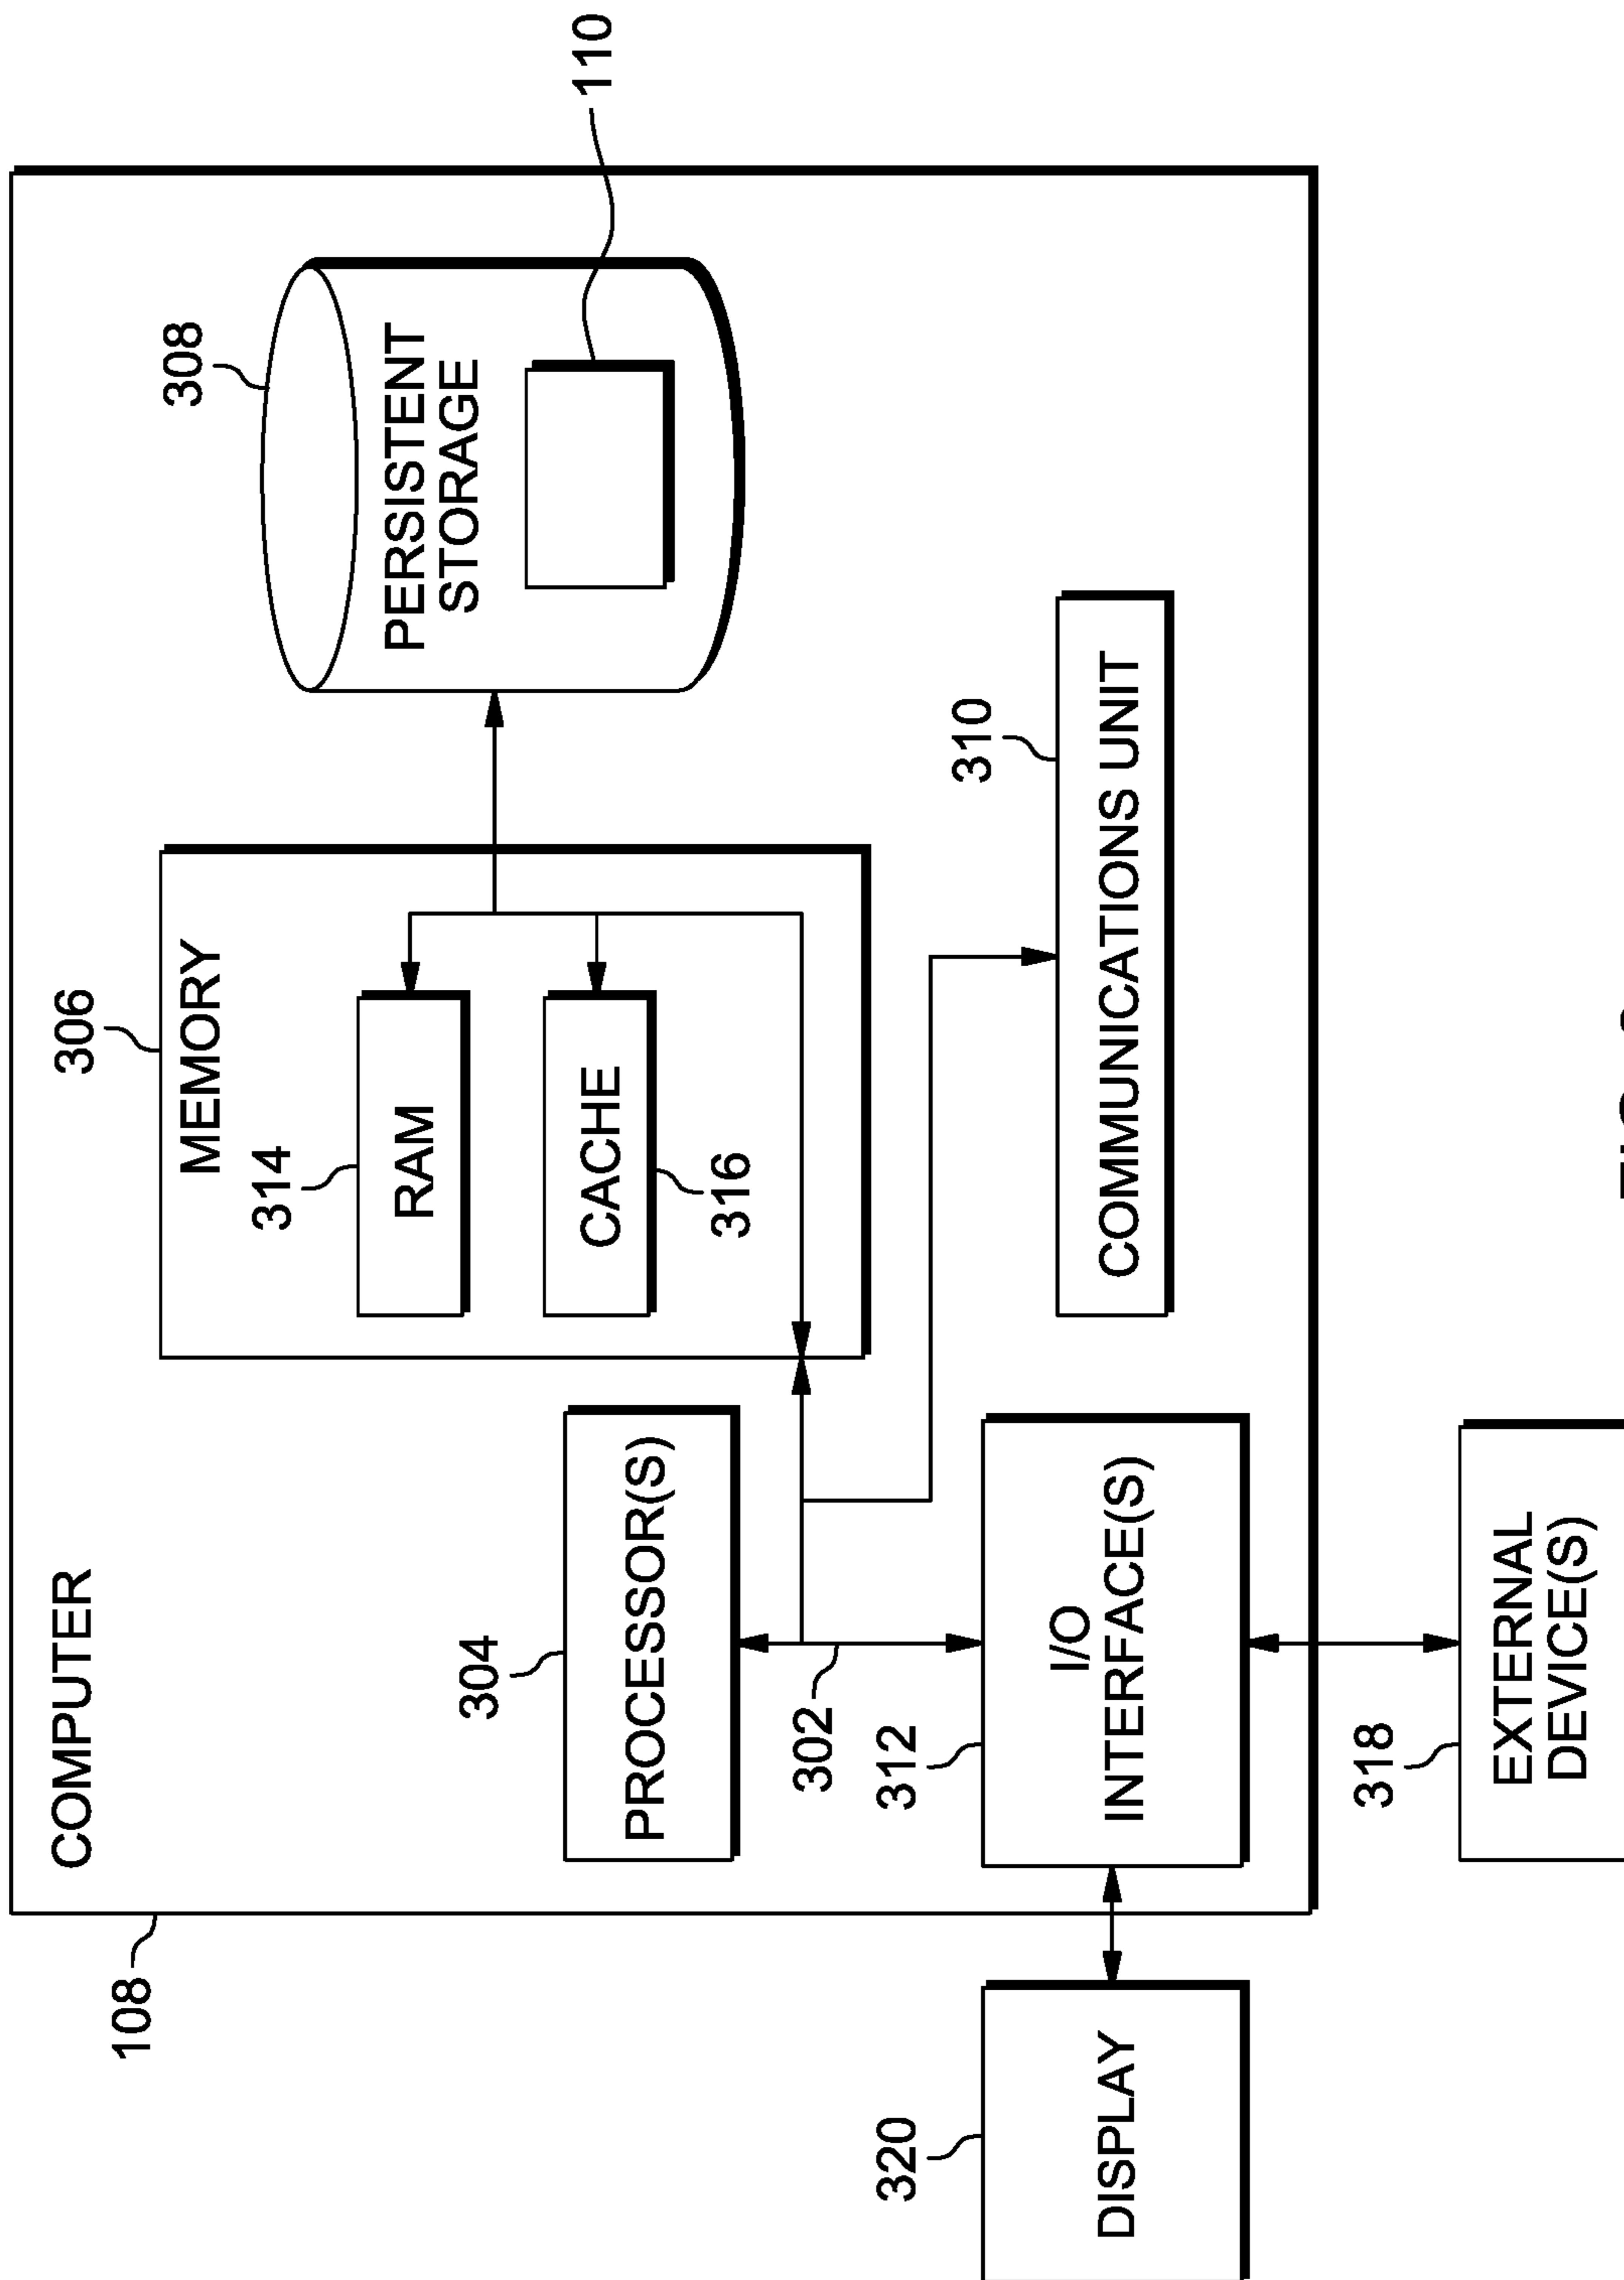 108
COMPUTER
306
MEMORY
308
314
RAM
PERSISTENT
STORAGE
304
PROCESSOR(S)
CACHE
316
110
302
312
I/O
INTERFACE(S)
310
COMMUNICATIONS UNIT
320
DISPLAY
318
EXTERNAL
DEVICE(S)